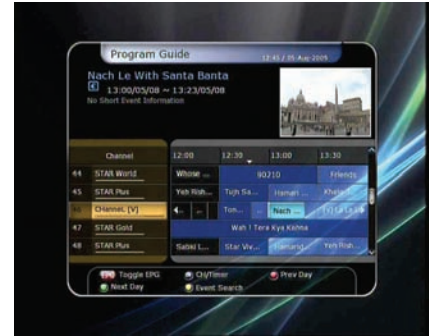 Program Guide 12:45 / 05 Aug 2005
Nach Le With Santa Banta
13:00/05/08 ~ 13:23/05/08
No Short Event Information
Channel 12:00 12:30 13:00 13:30
44 STAR World Whose ... 90210 Friends
45 STAR Plus Yeh Rish... Tujh Sa... Hamari
46 CHannel [V] Ton... Nach ...
47 STAR Gold Wah ! Tera Kya Kehna
48 STAR Plus Sabki L... Star Viv... Yeh Rish...
Toggle EPG CH/Timer Prev Day
Next Day Event Search